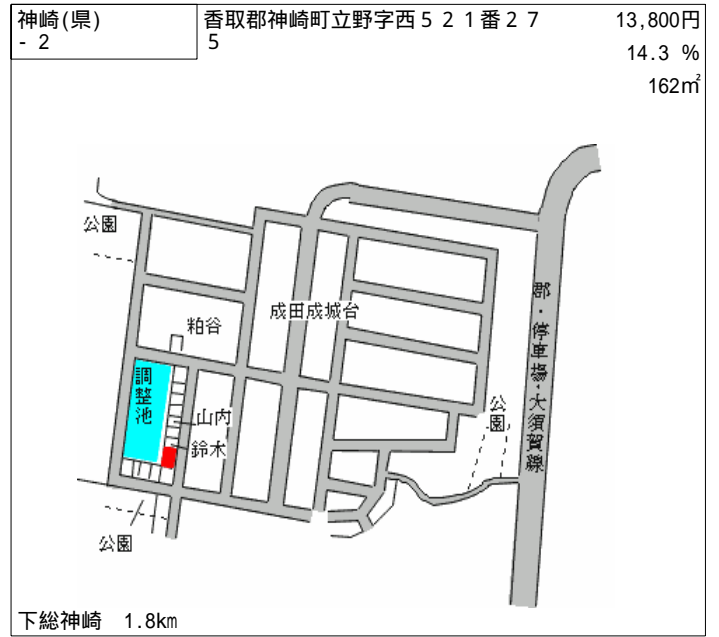 神崎(県)
- 2
香取郡神崎町立野字西５２１番２７
５
13,800円
14.3 %
162㎡
公園
成田成城台
粕谷
調整池
山内
鈴木
公園
公園
郡・停車場・大須賀線
下総神崎 1.8km